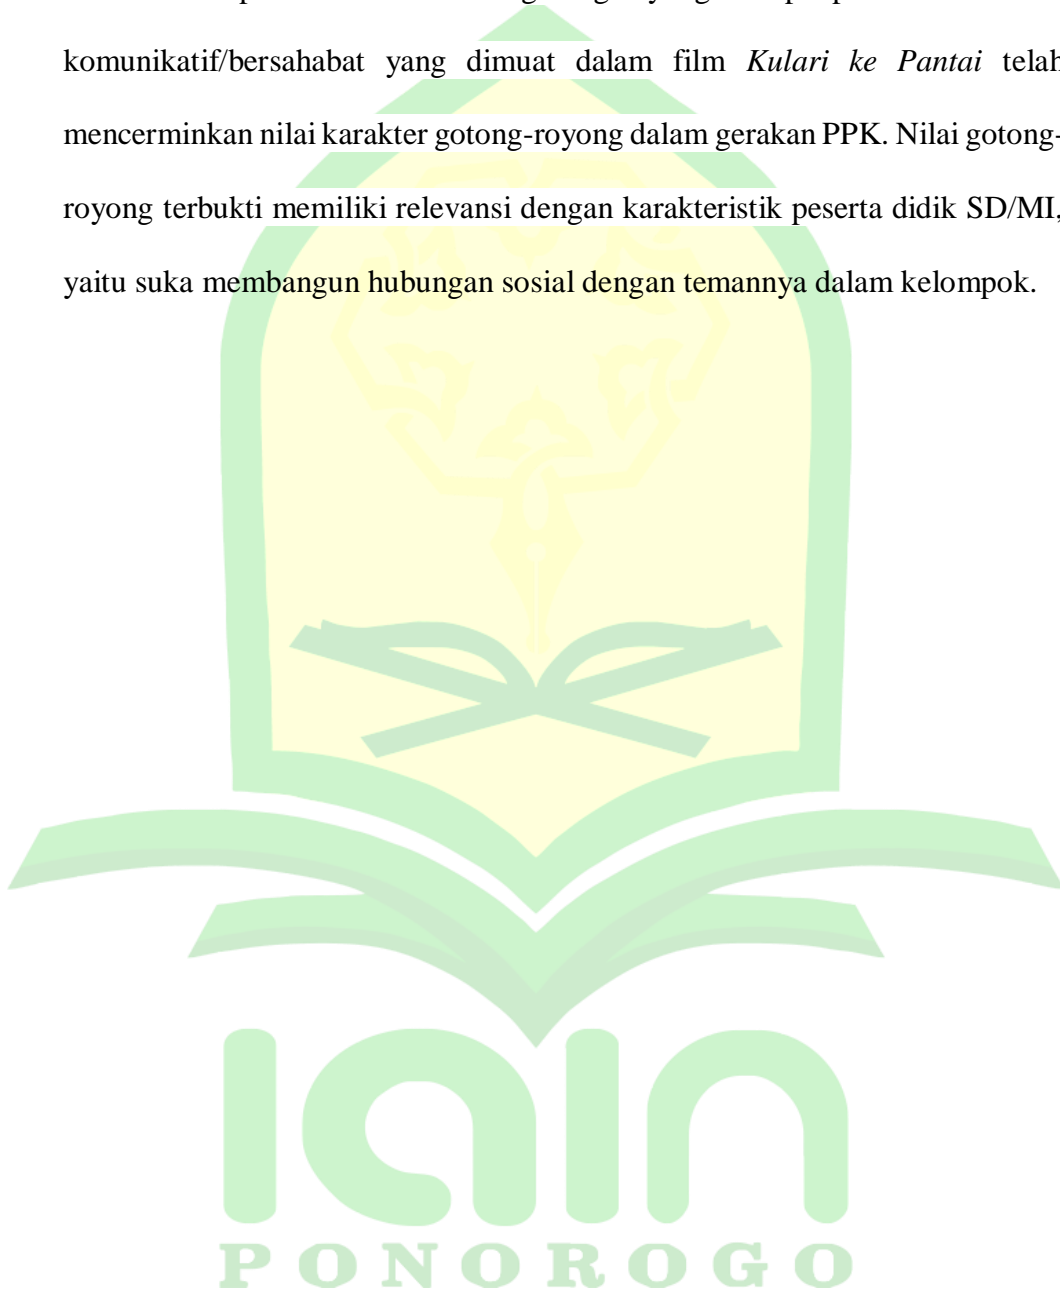 komunikatif/bersahabat yang dimuat dalam film Kulari ke Pantai telah
mencerminkan nilai karakter gotong-royong dalam gerakan PPK. Nilai gotong-
royong terbukti memiliki relevansi dengan karakteristik peserta didik SD/MI,
yaitu suka membangun hubungan sosial dengan temannya dalam kelompok.
iain
PONOROGO